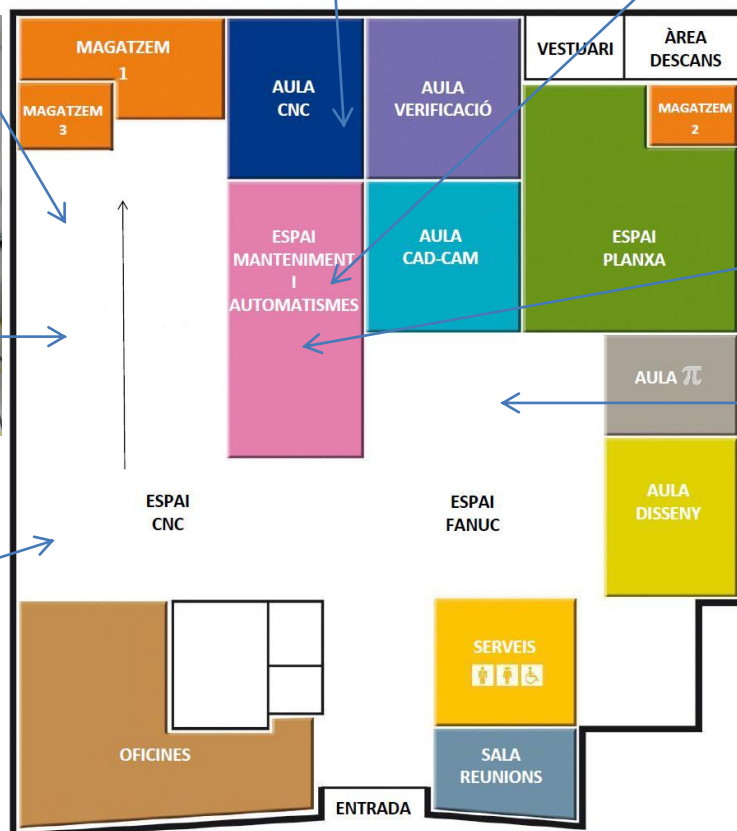 MAGATZEM
1
MAGATZEM
3
AULA
CNC
AULA
VERIFICACIÓ
VESTUARI
ÀREA
DESCANS
MAGATZEM
2
ESPAI
MANTENIMENT
I
AUTOMATISMES
AULA
CAD-CAM
ESPAI
PLANXA
AULA π
AULA
DISSENY
ESPAI
CNC
ESPAI
FANUC
SERVEIS
OFICINES
SALA
REUNIONS
ENTRADA